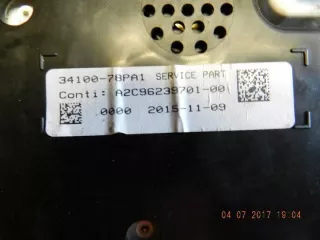 34100-78PA1 SERVICE PART
Conti: A2C96239701-00
0000 2015-11-09
04 07 2017 19:04